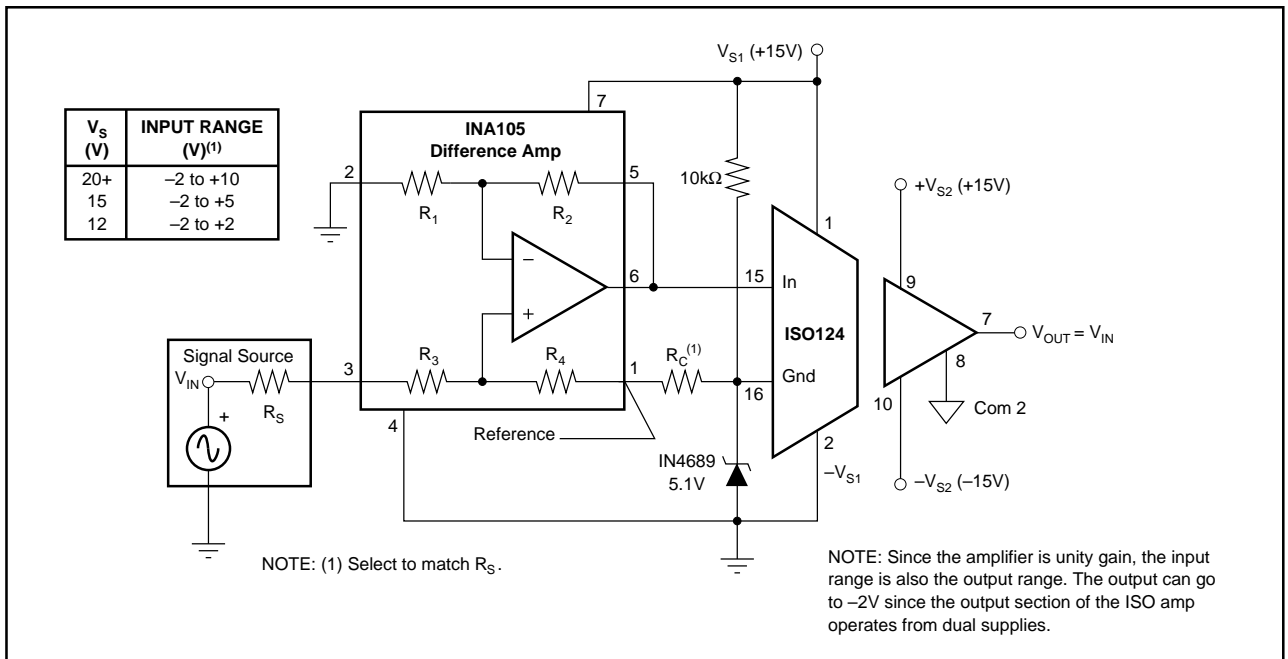 V_S1 (+15V)
V_S (V) INPUT RANGE (V)(1)
20+ –2 to +10
15 –2 to +5
12 –2 to +2
7
INA105
Difference Amp
2
5
R1
R2
10kΩ
+V_S2 (+15V)
–
+
6
15
In
1
ISO124
9
7
V_OUT = V_IN
8
Com 2
10
–V_S2 (–15V)
Signal Source
V_IN
+
R_S
3
R3
R4
1
R_C(1)
16
Gnd
4
Reference
IN4689
5.1V
2
–V_S1
NOTE: (1) Select to match R_S.
NOTE: Since the amplifier is unity gain, the input
range is also the output range. The output can go
to –2V since the output section of the ISO amp
operates from dual supplies.